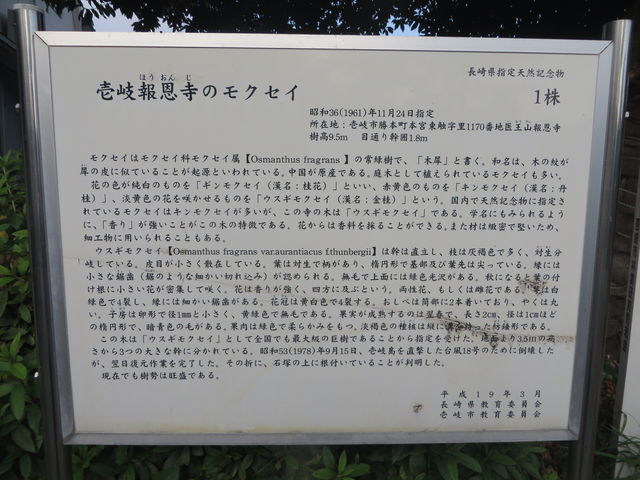 長崎県指定天然記念物
ほうおんじ
壱岐報恩寺のモクセイ
1株
昭和36(1961)年11月24日指定
所在地：壱岐市勝本町本宮東触字里1170番地医王山報恩寺
樹高9.5m　目通り幹囲1.8m
モクセイはモクセイ科モクセイ属【Osmanthus fragrans 】の常緑樹で、「木犀」と書く。和名は、木の紋が
犀の皮に似ていることが起源といわれている。中国が原産である。庭木として植えられているモクセイも多い。
花の色が純白のものを「ギンモクセイ（漢名：桂花）」といい、赤黄色のものを「キンモクセイ（漢名：丹
桂）」、淡黄色の花を咲かせるものを「ウスギモクセイ（漢名：金桂）」という。国内で天然記念物に指定さ
れているモクセイはキンモクセイが多いが、この寺の木は「ウスギモクセイ」である。学名にもみられるよう
に、「香り」が強いことがこの木の特徴である。花からは香料を採ることができる。また材は緻密で堅いため、
細工物に用いられることもある。
ウスギモクセイ【Osmanthus fragrans var.aurantiacus fthunbergii】は幹は直立し、枝は灰褐色で多く、対生分
岐している。皮目が小さく散在している。葉は対生で柄があり、楕円形で基部及び葉先は尖っている。縁には
小さな鋸歯（鋸のような細かい切れ込み）が認められる。無毛で上面には緑色光沢がある。秋になると葉の付
け根に小さい花が密集して咲く。花は香りが強く、四方に及ぶという。両性花、もしくは雌花である。萼は白
緑色で4裂し、縁には細かい鋸歯がある。花冠は黄白色で4裂する。おしべは筒部に2本着いており、やくは丸
い。子房は卵形で径1mmと小さく、黄緑色で無毛である。果実が成熟するのは翌春で、長さ2cm、径は1cmほど
の楕円形で、暗青色の毛がある。果肉は緑色で柔らかみをもつ。淡褐色の種核は縦に溝を持った紡錘形である。
この木は「ウスギモクセイ」として全国でも最大級の巨樹であることから指定を受けた。地面より3.5mの高
さから3つの大きな幹に分かれている。昭和53(1978)年9月15日、壱岐島を直撃した台風18号のために倒壊した
が、翌日復元作業を完了した。その折に、石塚の上に根付いていることが判明した。
現在でも樹勢は旺盛である。
平成19年3月
長崎県教育委員会
壱岐市教育委員会